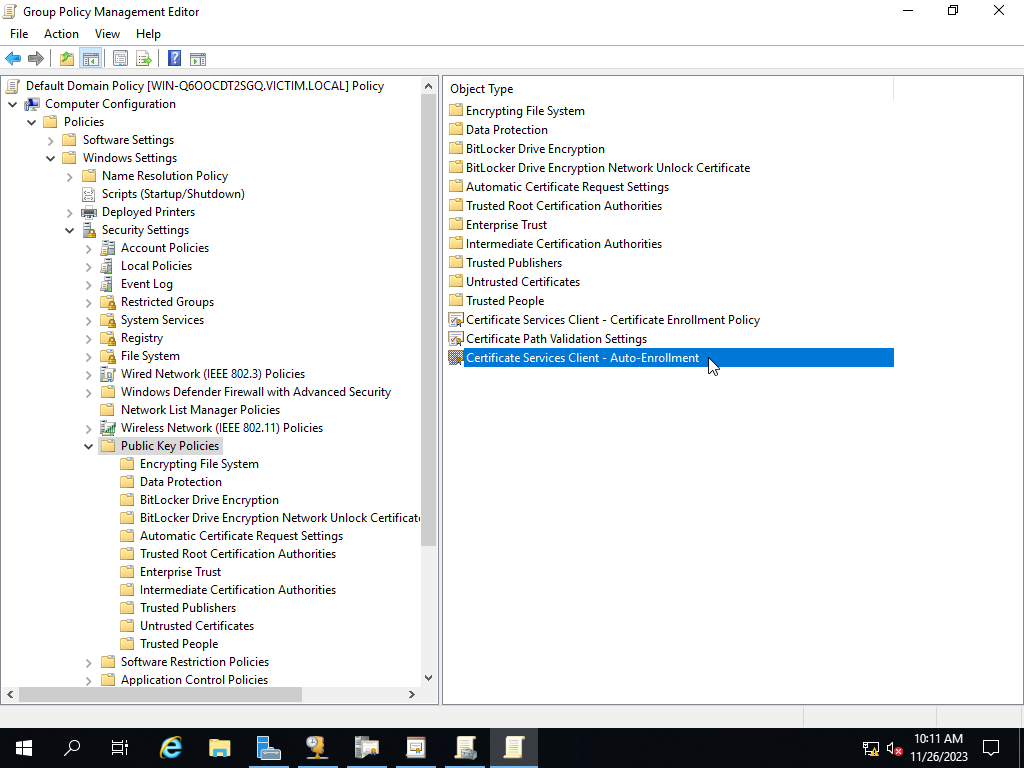 Group Policy Management Editor
File Action View Help
Default Domain Policy [WIN-Q6OOCDT2SGQ.VICTIM.LOCAL] Policy
Computer Configuration
Policies
Software Settings
Windows Settings
Name Resolution Policy
Scripts (Startup/Shutdown)
Deployed Printers
Security Settings
Account Policies
Local Policies
Event Log
Restricted Groups
System Services
Registry
File System
Wired Network (IEEE 802.3) Policies
Windows Defender Firewall with Advanced Security
Network List Manager Policies
Wireless Network (IEEE 802.11) Policies
Public Key Policies
Encrypting File System
Data Protection
BitLocker Drive Encryption
BitLocker Drive Encryption Network Unlock Certificate
Automatic Certificate Request Settings
Trusted Root Certification Authorities
Enterprise Trust
Intermediate Certification Authorities
Trusted Publishers
Untrusted Certificates
Trusted People
Software Restriction Policies
Application Control Policies
Object Type
Encrypting File System
Data Protection
BitLocker Drive Encryption
BitLocker Drive Encryption Network Unlock Certificate
Automatic Certificate Request Settings
Trusted Root Certification Authorities
Enterprise Trust
Intermediate Certification Authorities
Trusted Publishers
Untrusted Certificates
Trusted People
Certificate Services Client - Certificate Enrollment Policy
Certificate Path Validation Settings
Certificate Services Client - Auto-Enrollment
10:11 AM
11/26/2023